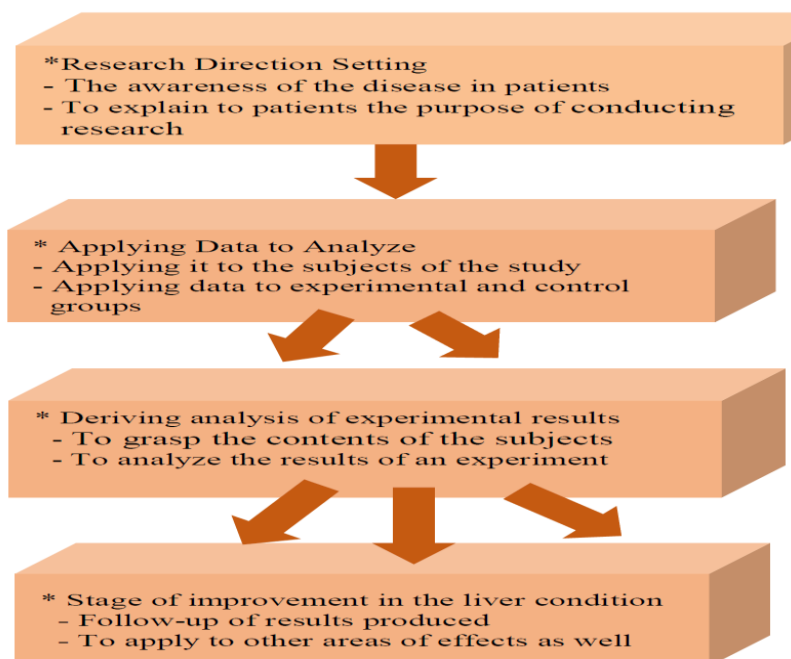 *Research Direction Setting
- The awareness of the disease in patients
- To explain to patients the purpose of conducting
research
* Applying Data to Analyze
- Applying it to the subjects of the study
- Applying data to experimental and control
groups
* Deriving analysis of experimental results
- To grasp the contents of the subjects
- To analyze the results of an experiment
* Stage of improvement in the liver condition
- Follow-up of results produced
- To apply to other areas of effects as well